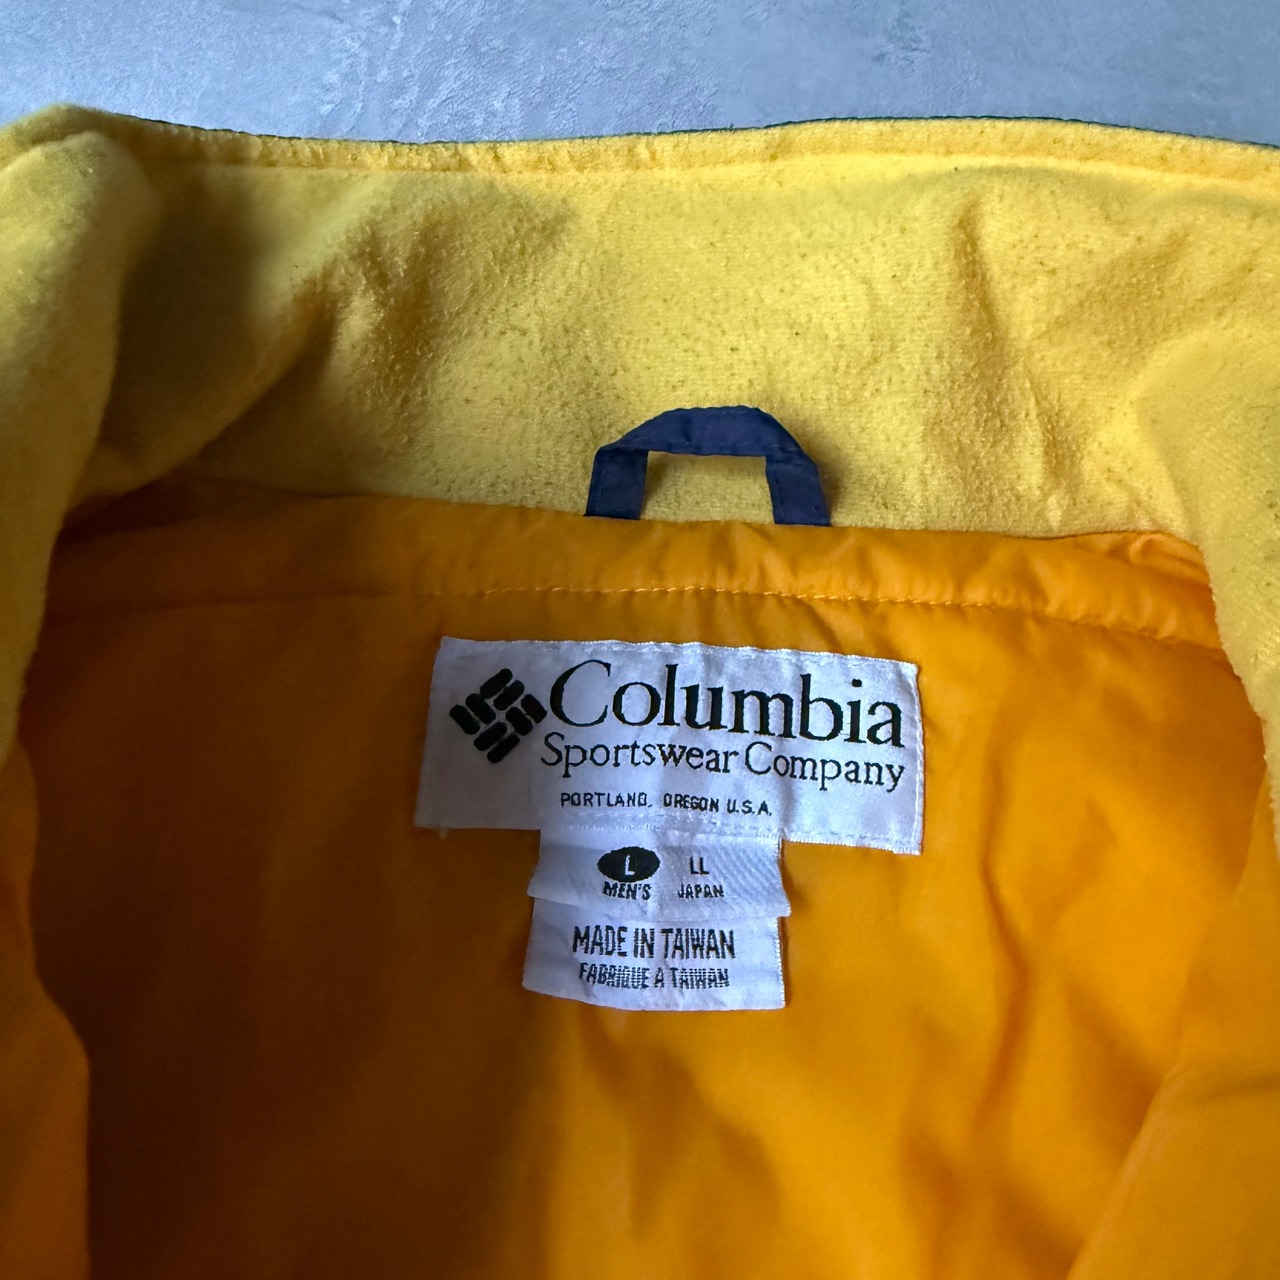 Columbia
Sportswear Company
PORTLAND, OREGON U.S.A.
L LL
MEN'S JAPAN
MADE IN TAIWAN
FABRIQUE A TAIWAN